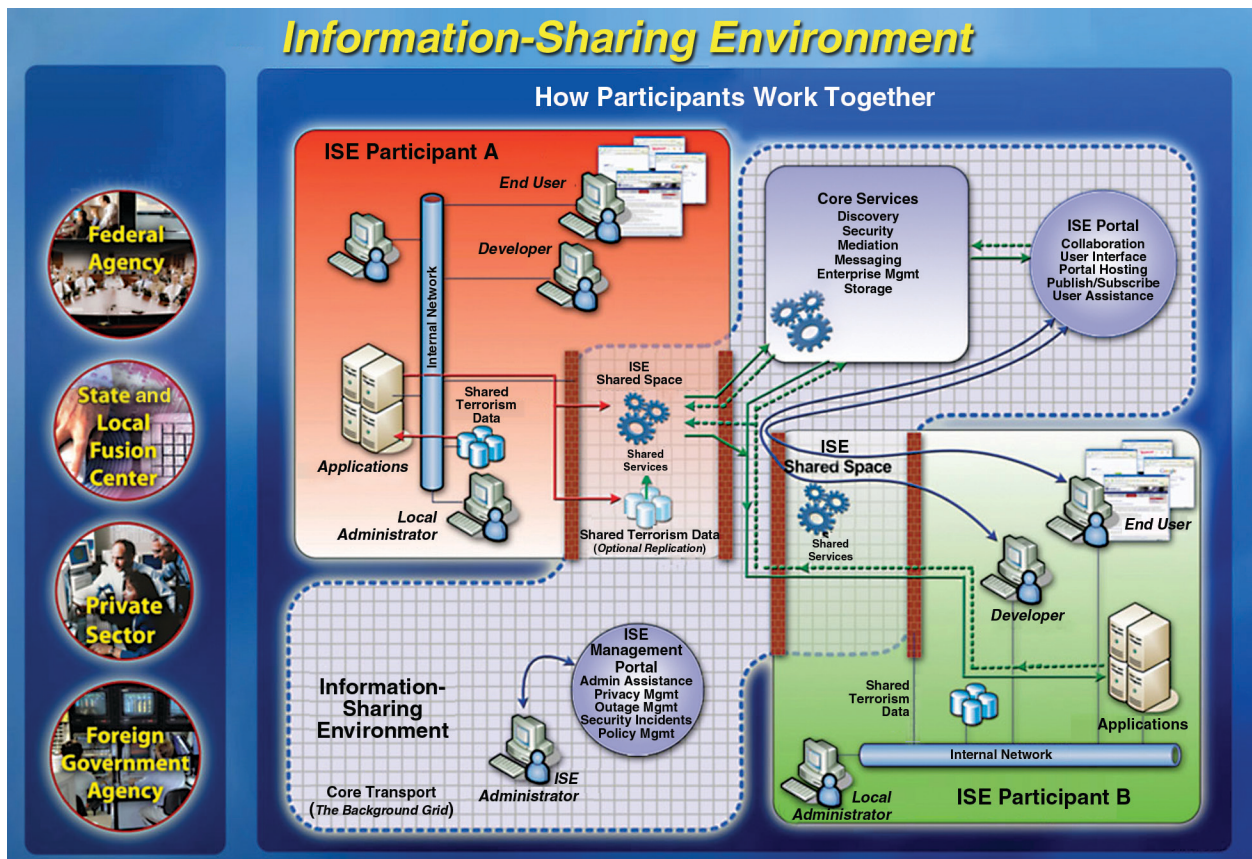 Information-Sharing Environment
How Participants Work Together
Federal
Agency
State and
Local
Fusion
Center
Private
Sector
Foreign
Government
Agency
ISE Participant A
End User
Developer
Internal Network
Applications
Shared
Terrorism
Data
Local
Administrator
ISE
Shared Space
Shared
Services
Shared Terrorism Data
(Optional Replication)
Core Services
Discovery
Security
Mediation
Messaging
Enterprise Mgmt
Storage
ISE Portal
Collaboration
User Interface
Portal Hosting
Publish/Subscribe
User Assistance
ISE
Shared Space
Shared
Services
End User
Developer
Applications
Shared
Terrorism
Data
Internal Network
Local
Administrator
ISE Participant B
Information-
Sharing
Environment
Core Transport
(The Background Grid)
ISE
Management
Portal
Admin Assistance
Privacy Mgmt
Outage Mgmt
Security Incidents
Policy Mgmt
ISE
Administrator